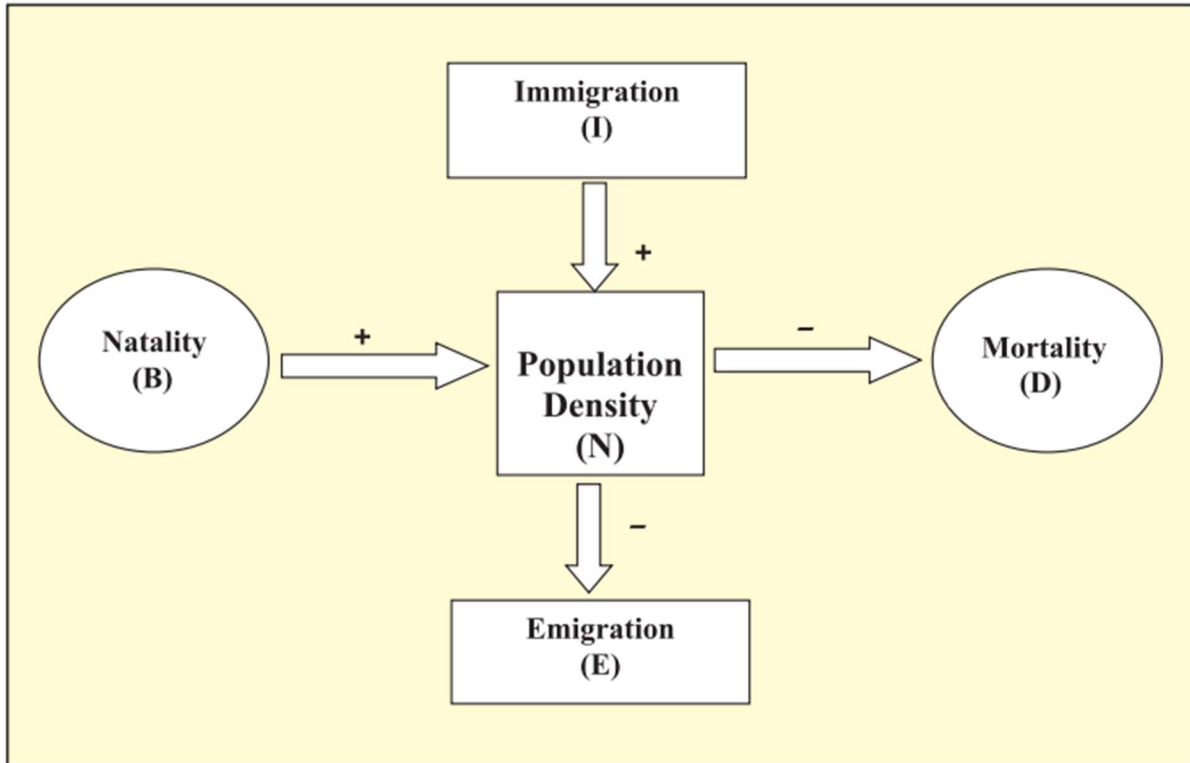 Immigration
(I)
+
Natality
(B)
+
Population
Density
(N)
–
Mortality
(D)
–
Emigration
(E)